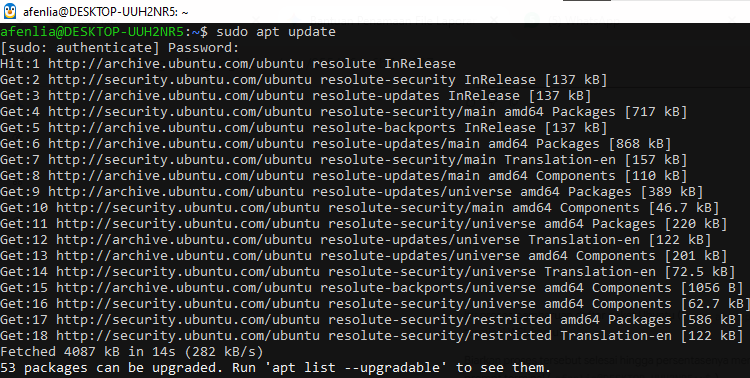 afenlia@DESKTOP-UUH2NR5: ~
afenlia@DESKTOP-UUH2NR5:~$ sudo apt update
[sudo: authenticate] Password:
Hit:1 http://archive.ubuntu.com/ubuntu resolute InRelease
Get:2 http://security.ubuntu.com/ubuntu resolute-security InRelease [137 kB]
Get:3 http://archive.ubuntu.com/ubuntu resolute-updates InRelease [137 kB]
Get:4 http://security.ubuntu.com/ubuntu resolute-security/main amd64 Packages [717 kB]
Get:5 http://archive.ubuntu.com/ubuntu resolute-backports InRelease [137 kB]
Get:6 http://archive.ubuntu.com/ubuntu resolute-updates/main amd64 Packages [868 kB]
Get:7 http://security.ubuntu.com/ubuntu resolute-security/main Translation-en [157 kB]
Get:8 http://archive.ubuntu.com/ubuntu resolute-updates/main amd64 Components [110 kB]
Get:9 http://archive.ubuntu.com/ubuntu resolute-updates/universe amd64 Packages [389 kB]
Get:10 http://security.ubuntu.com/ubuntu resolute-security/main amd64 Components [46.7 kB]
Get:11 http://security.ubuntu.com/ubuntu resolute-security/universe amd64 Packages [220 kB]
Get:12 http://archive.ubuntu.com/ubuntu resolute-updates/universe Translation-en [122 kB]
Get:13 http://archive.ubuntu.com/ubuntu resolute-updates/universe amd64 Components [201 kB]
Get:14 http://security.ubuntu.com/ubuntu resolute-security/universe Translation-en [72.5 kB]
Get:15 http://archive.ubuntu.com/ubuntu resolute-backports/universe amd64 Components [1056 B]
Get:16 http://security.ubuntu.com/ubuntu resolute-security/universe amd64 Components [62.7 kB]
Get:17 http://security.ubuntu.com/ubuntu resolute-security/restricted amd64 Packages [586 kB]
Get:18 http://security.ubuntu.com/ubuntu resolute-security/restricted Translation-en [122 kB]
Fetched 4087 kB in 14s (282 kB/s)
53 packages can be upgraded. Run 'apt list --upgradable' to see them.